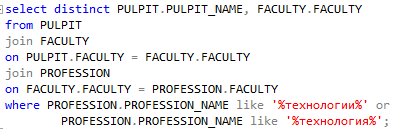 select distinct PULPIT.PULPIT_NAME, FACULTY.FACULTY
from PULPIT
join FACULTY
on PULPIT.FACULTY = FACULTY.FACULTY
join PROFESSION
on FACULTY.FACULTY = PROFESSION.FACULTY
where PROFESSION.PROFESSION_NAME like '%технологии%' or
PROFESSION.PROFESSION_NAME like '%технология%';